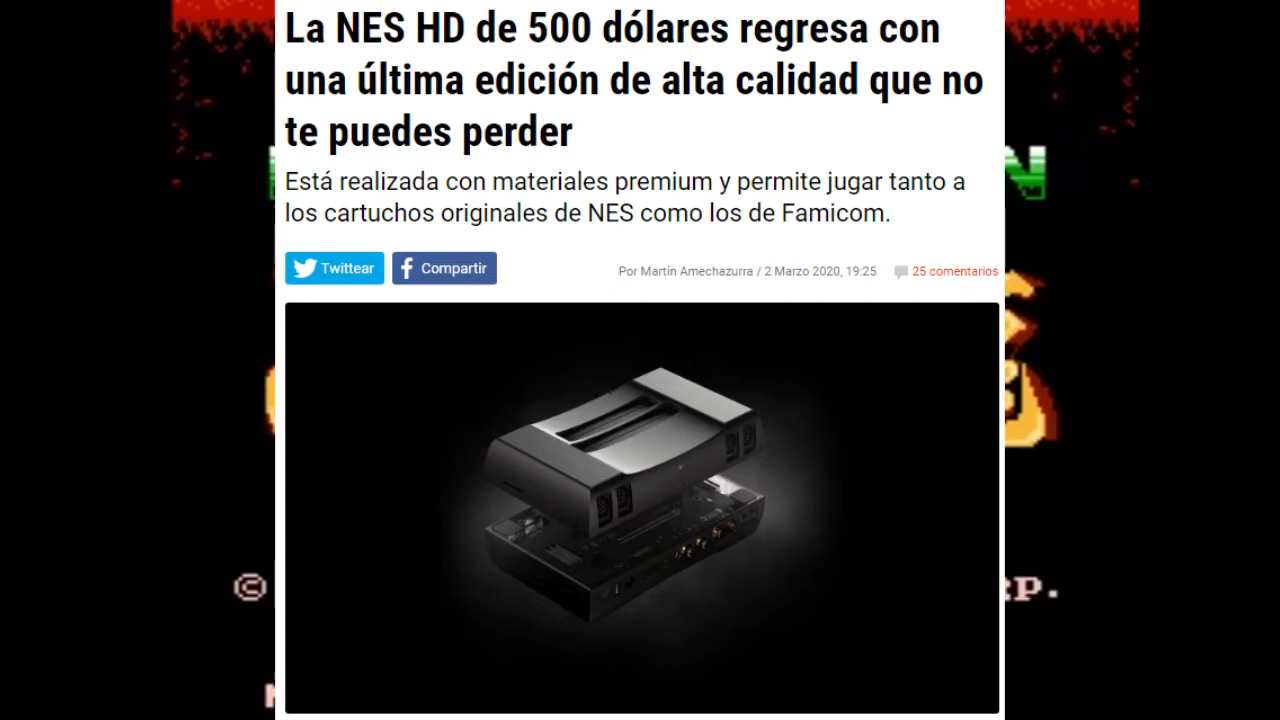 La NES HD de 500 dólares regresa con
una última edición de alta calidad que no
te puedes perder
Está realizada con materiales premium y permite jugar tanto a
los cartuchos originales de NES como los de Famicom.
Twittear Compartir Por Martín Amechazurra / 2 Marzo 2020, 19:25 25 comentarios
N
©
P.